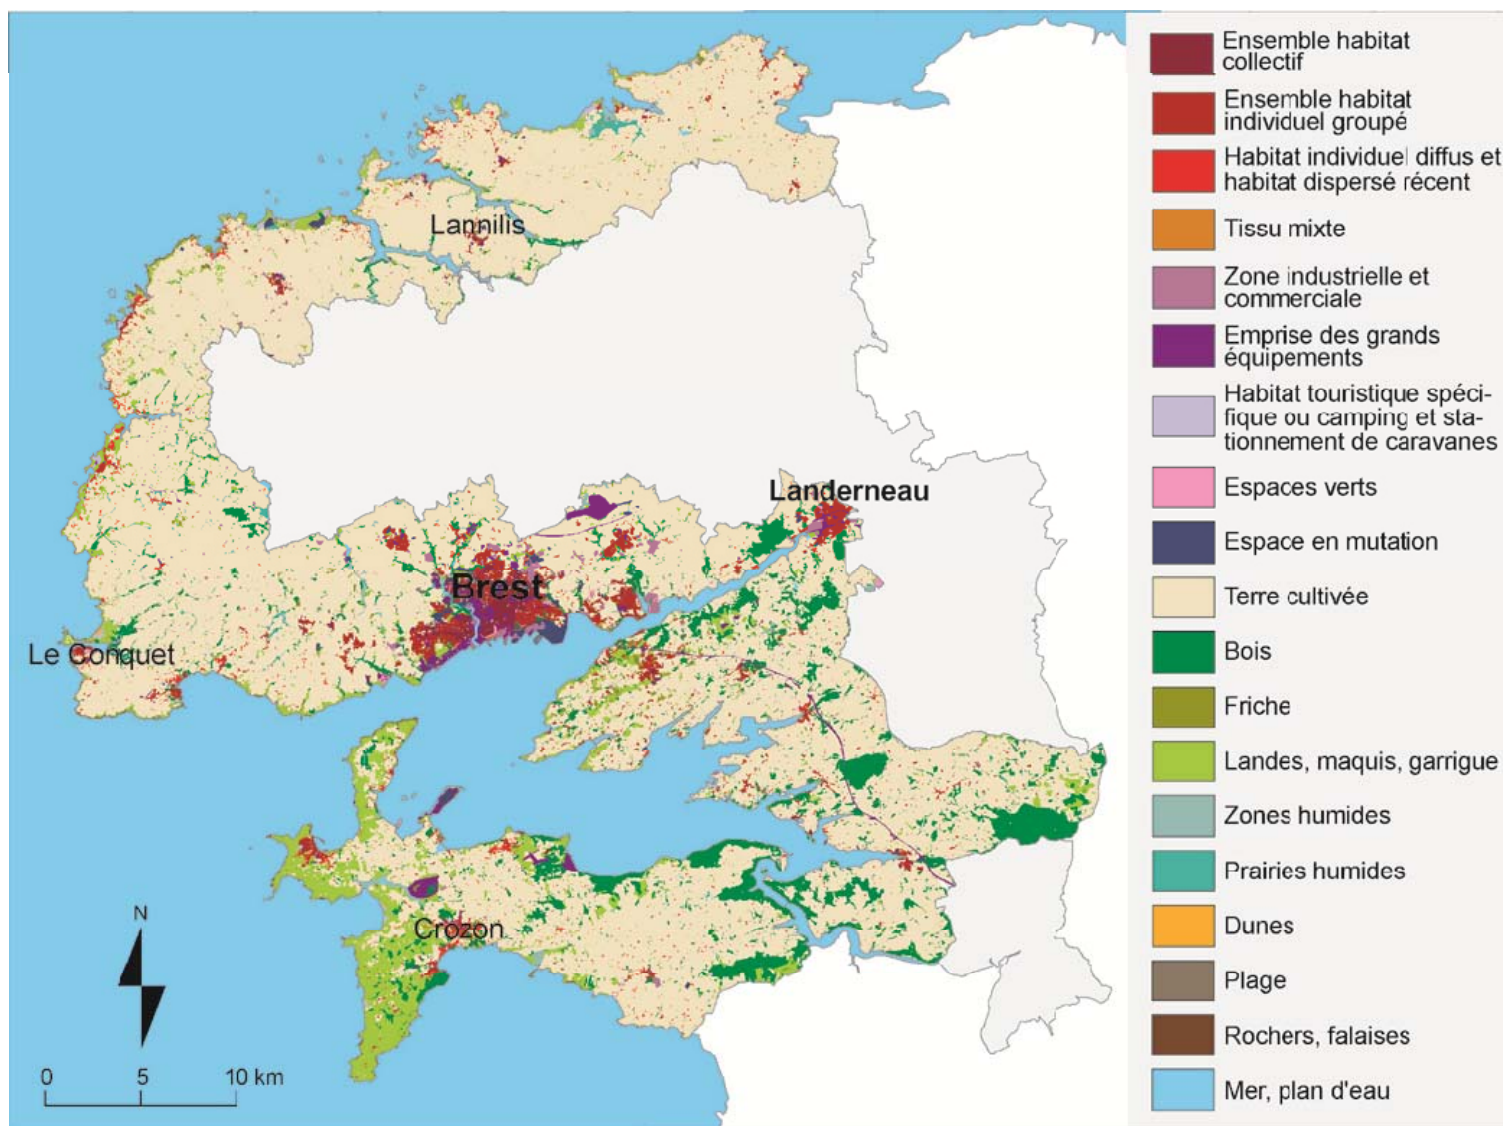 Lannilis
Landerneau
Brest
Le Conquet
Crozon
N
0 5 10 km
Ensemble habitat
collectif
Ensemble habitat
individuel groupé
Habitat individuel diffus et
habitat dispersé récent
Tissu mixte
Zone industrielle et
commerciale
Emprise des grands
équipements
Habitat touristique spéci-
fique ou camping et sta-
tionnement de caravanes
Espaces verts
Espace en mutation
Terre cultivée
Bois
Friche
Landes, maquis, garrigue
Zones humides
Prairies humides
Dunes
Plage
Rochers, falaises
Mer, plan d'eau